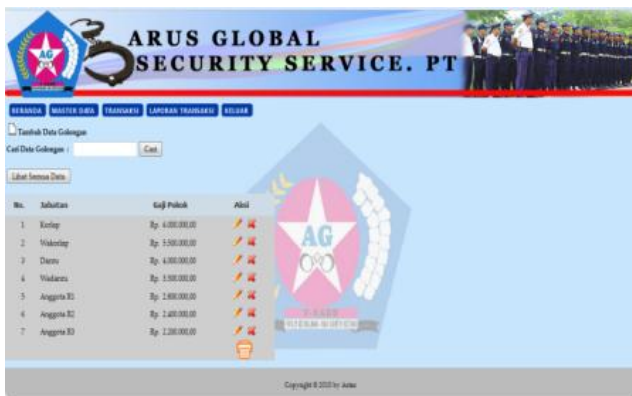 ARUS GLOBAL
SECURITY SERVICE. PT
AG
BERANDA MASTER DATA TRANSAKSI LAPORAN TRANSAKSI KELUAR
Tambah Data Golongan
Cari Data Golongan : Cari
Lihat Semua Data
No. Jabatan Gaji Pokok Aksi
1 Korlap Rp. 6.000.000,00
2 Wakorlap Rp. 5.500.000,00
3 Danru Rp. 4.000.000,00
4 Wadanru Rp. 3.500.000,00
5 Anggota R1 Rp. 2.600.000,00
6 Anggota R2 Rp. 2.400.000,00
7 Anggota R3 Rp. 2.200.000,00
AG
Copyright © 2015 by